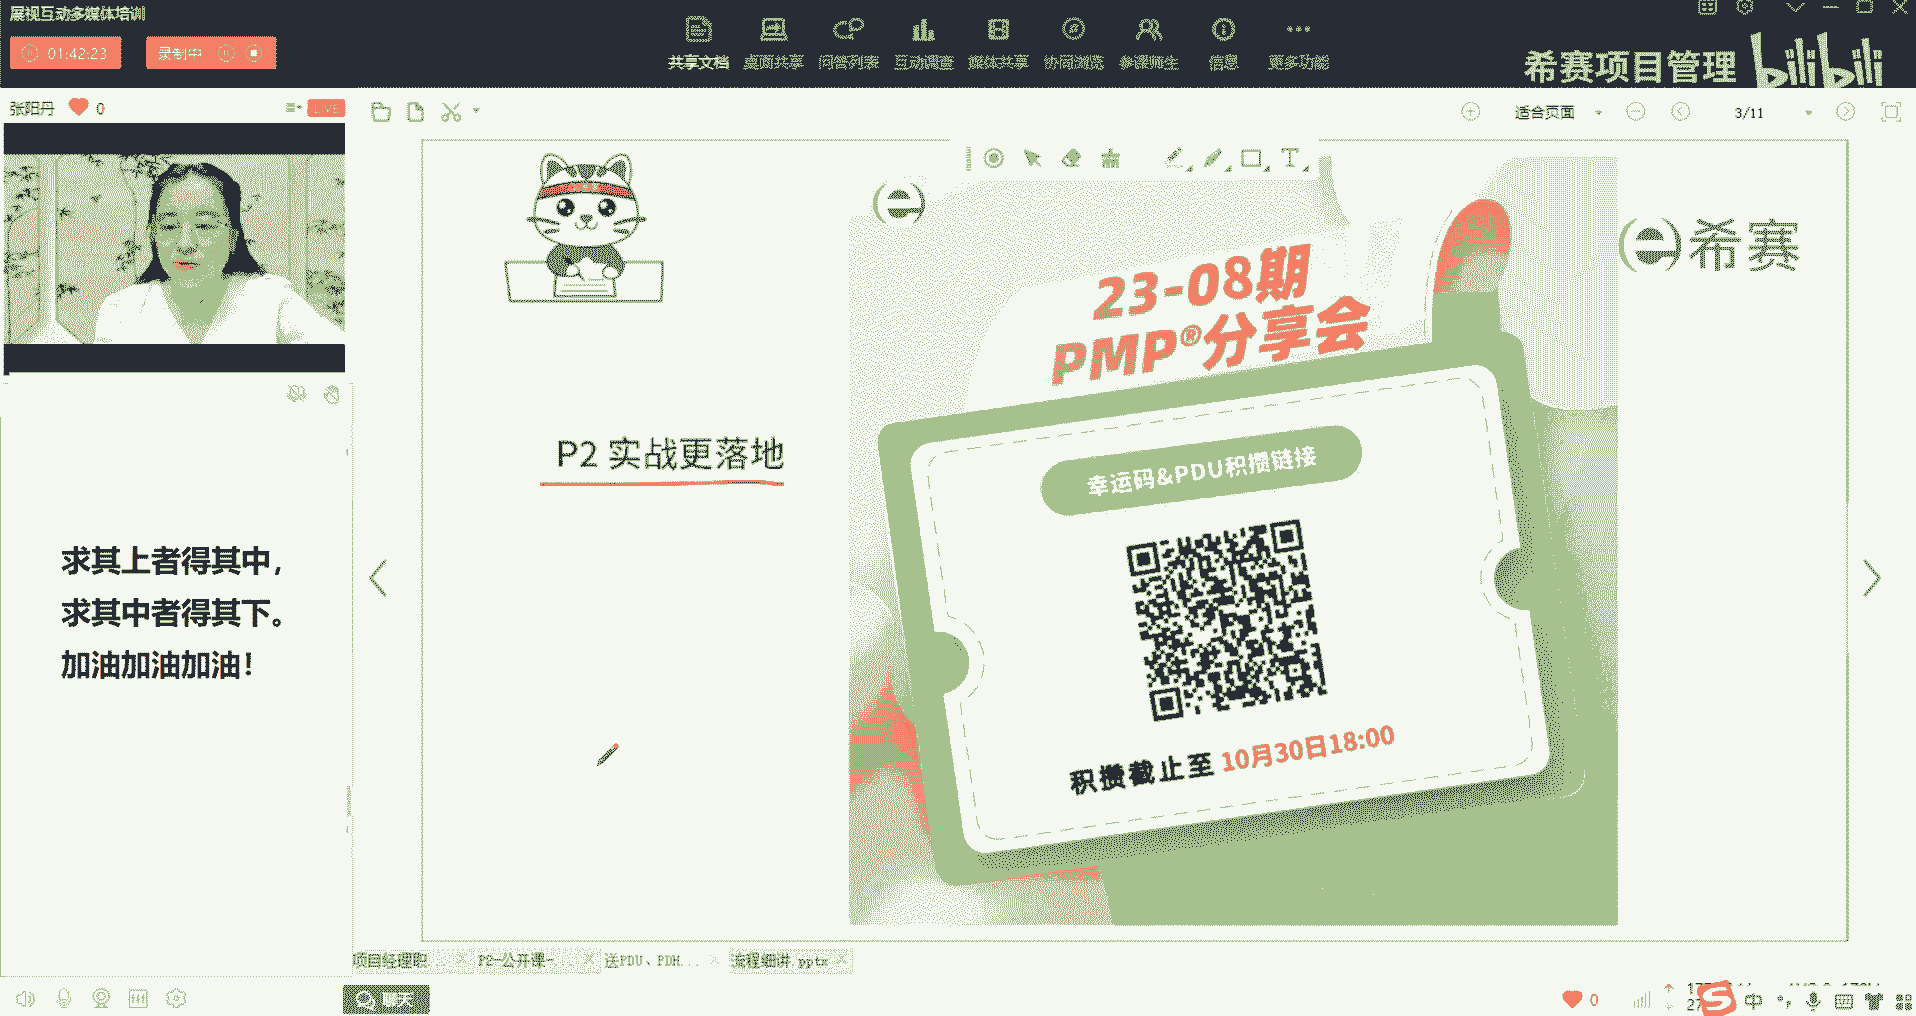 展视互动多媒体培训
01:42:23
录制中
共享文档 桌面共享 问答列表 互动调查 媒体共享 协同浏览 参课师生 信息 更多功能
希赛项目管理 bilibili
张阳丹 0
LIVE
适合页面
3/11
e希赛
23-08期
PMP®分享会
P2 实战更落地
幸运码&PDU积攒链接
求其上者得其中，
求其中者得其下。
加油加油加油！
积攒截止至 10月30日18:00
项目经理职
P2-公开课-
送PDU、PDH...
流程细讲.pptx
聊天
0
中